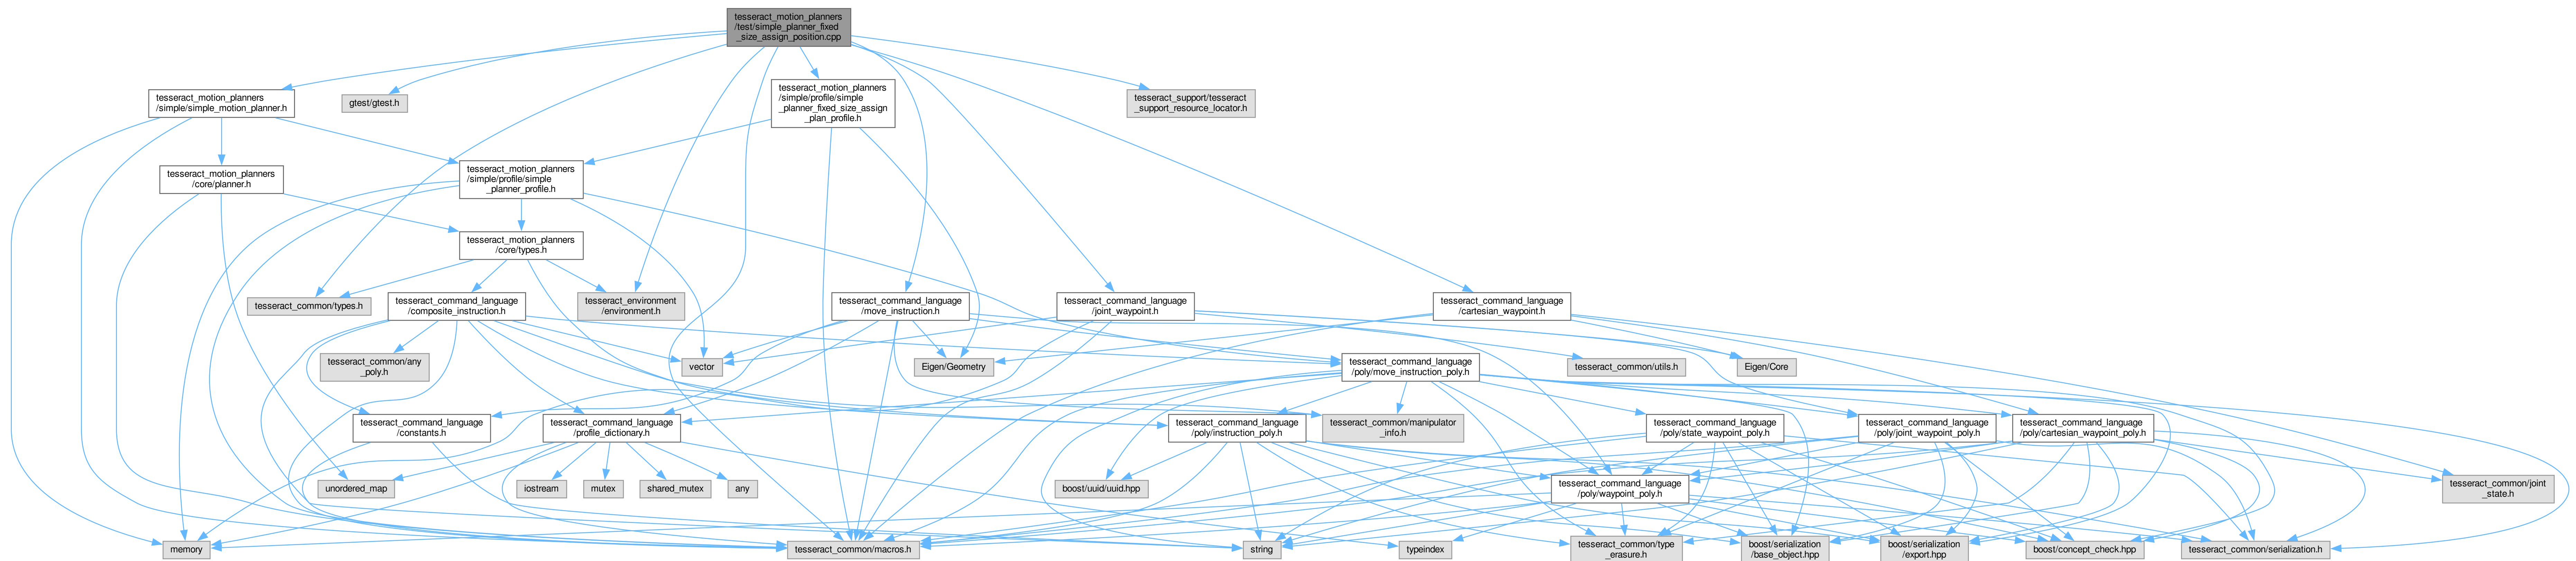 tesseract_motion_planners
/test/simple_planner_fixed
_size_assign_position.cpp
tesseract_motion_planners
/simple/simple_motion_planner.h
gtest/gtest.h
tesseract_motion_planners
/simple/profile/simple
_planner_fixed_size_assign
_plan_profile.h
tesseract_support/tesseract
_support_resource_locator.h
tesseract_motion_planners
/core/planner.h
tesseract_motion_planners
/simple/profile/simple
_planner_profile.h
tesseract_motion_planners
/core/types.h
tesseract_common/types.h
tesseract_command_language
/composite_instruction.h
tesseract_environment
/environment.h
tesseract_command_language
/move_instruction.h
tesseract_command_language
/joint_waypoint.h
tesseract_command_language
/cartesian_waypoint.h
tesseract_common/any
_poly.h
vector
Eigen/Geometry
tesseract_command_language
/poly/move_instruction_poly.h
tesseract_common/utils.h
Eigen/Core
tesseract_command_language
/constants.h
tesseract_command_language
/profile_dictionary.h
tesseract_command_language
/poly/instruction_poly.h
tesseract_common/manipulator
_info.h
tesseract_command_language
/poly/state_waypoint_poly.h
tesseract_command_language
/poly/joint_waypoint_poly.h
tesseract_command_language
/poly/cartesian_waypoint_poly.h
unordered_map
iostream
mutex
shared_mutex
any
boost/uuid/uuid.hpp
tesseract_command_language
/poly/waypoint_poly.h
tesseract_common/joint
_state.h
memory
tesseract_common/macros.h
string
typeindex
tesseract_common/type
_erasure.h
boost/serialization
/base_object.hpp
boost/serialization
/export.hpp
boost/concept_check.hpp
tesseract_common/serialization.h